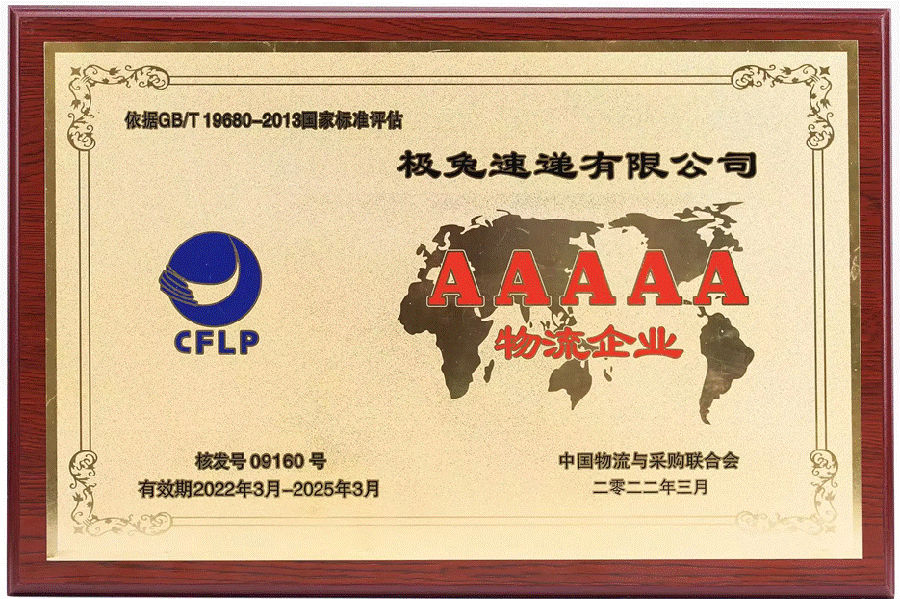 依据GB/T 19680-2013国家标准评估
极兔速递有限公司
AAAAA
物流企业
CFLP
核发号 09160 号
有效期2022年3月-2025年3月
中国物流与采购联合会
二零二二年三月